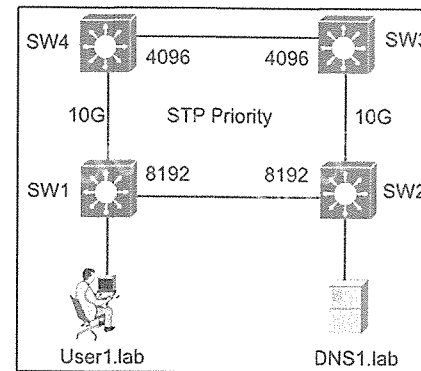 SW4
4096
4096
SW3
10G
STP Priority
10G
8192
8192
SW1
SW2
User1.lab
DNS1.lab